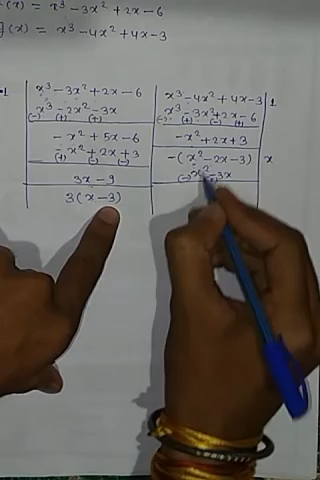 (x) = x³ - 3x² + 2x - 6
g(x) = x³ - 4x² + 4x - 3
-1 x³ - 3x² + 2x - 6 x³ - 4x² + 4x - 3 1
x³ - 2x² - 3x x³ - 3x² + 2x - 6
(-) (+) (+) (-) (+) (-) (+)
- x² + 5x - 6 - x² + 2x + 3
- x² + 2x + 3 - (x² - 2x - 3) x
(+) (-) (-) x² - 3x
3x - 9 (-) (+)
3(x - 3)